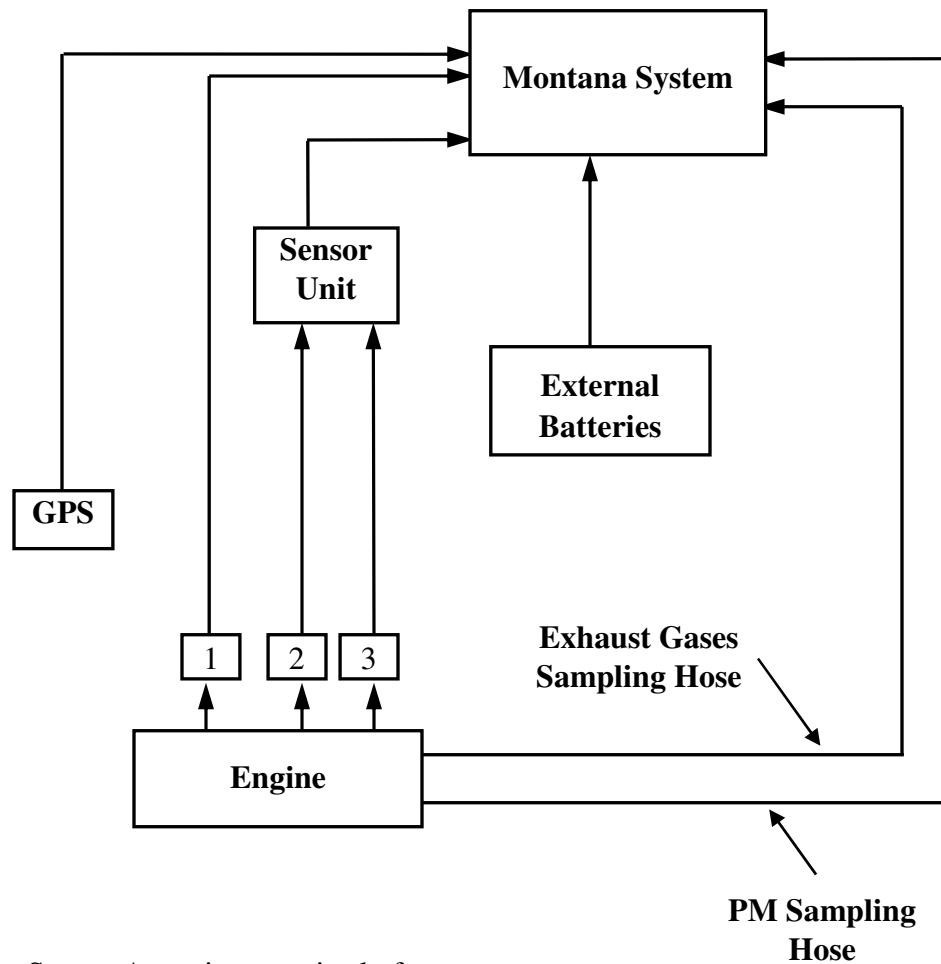 Montana System
Sensor
Unit
External
Batteries
GPS
1
2
3
Exhaust Gases
Sampling Hose
Engine
PM Sampling
Hose